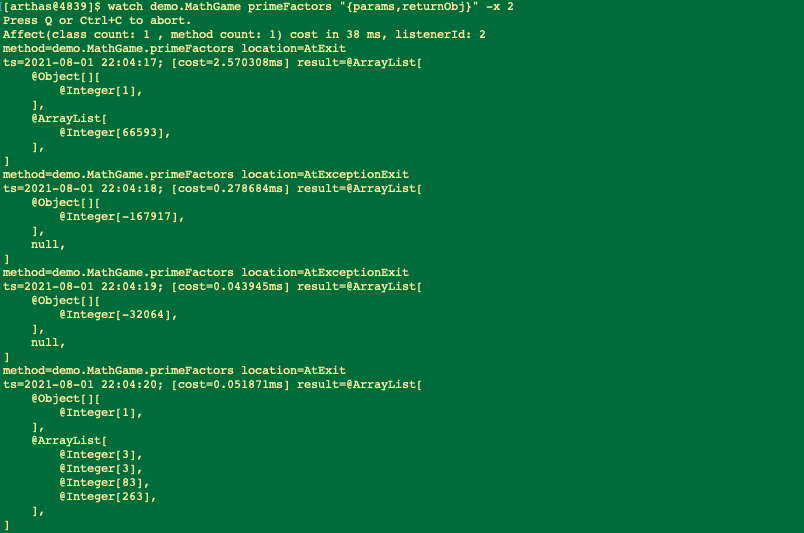 [[arthas@4839]$ watch demo.MathGame primeFactors "{params,returnObj}" -x 2
Press Q or Ctrl+C to abort.
Affect(class count: 1 , method count: 1) cost in 38 ms, listenerId: 2
method=demo.MathGame.primeFactors location=AtExit
ts=2021-08-01 22:04:17; [cost=2.570308ms] result=@ArrayList[
    @Object[][
        @Integer[1],
    ],
    @ArrayList[
        @Integer[66593],
    ],
]
method=demo.MathGame.primeFactors location=AtExceptionExit
ts=2021-08-01 22:04:18; [cost=0.278684ms] result=@ArrayList[
    @Object[][
        @Integer[-167917],
    ],
    null,
]
method=demo.MathGame.primeFactors location=AtExceptionExit
ts=2021-08-01 22:04:19; [cost=0.043945ms] result=@ArrayList[
    @Object[][
        @Integer[-32064],
    ],
    null,
]
method=demo.MathGame.primeFactors location=AtExit
ts=2021-08-01 22:04:20; [cost=0.051871ms] result=@ArrayList[
    @Object[][
        @Integer[1],
    ],
    @ArrayList[
        @Integer[3],
        @Integer[3],
        @Integer[83],
        @Integer[263],
    ],
]